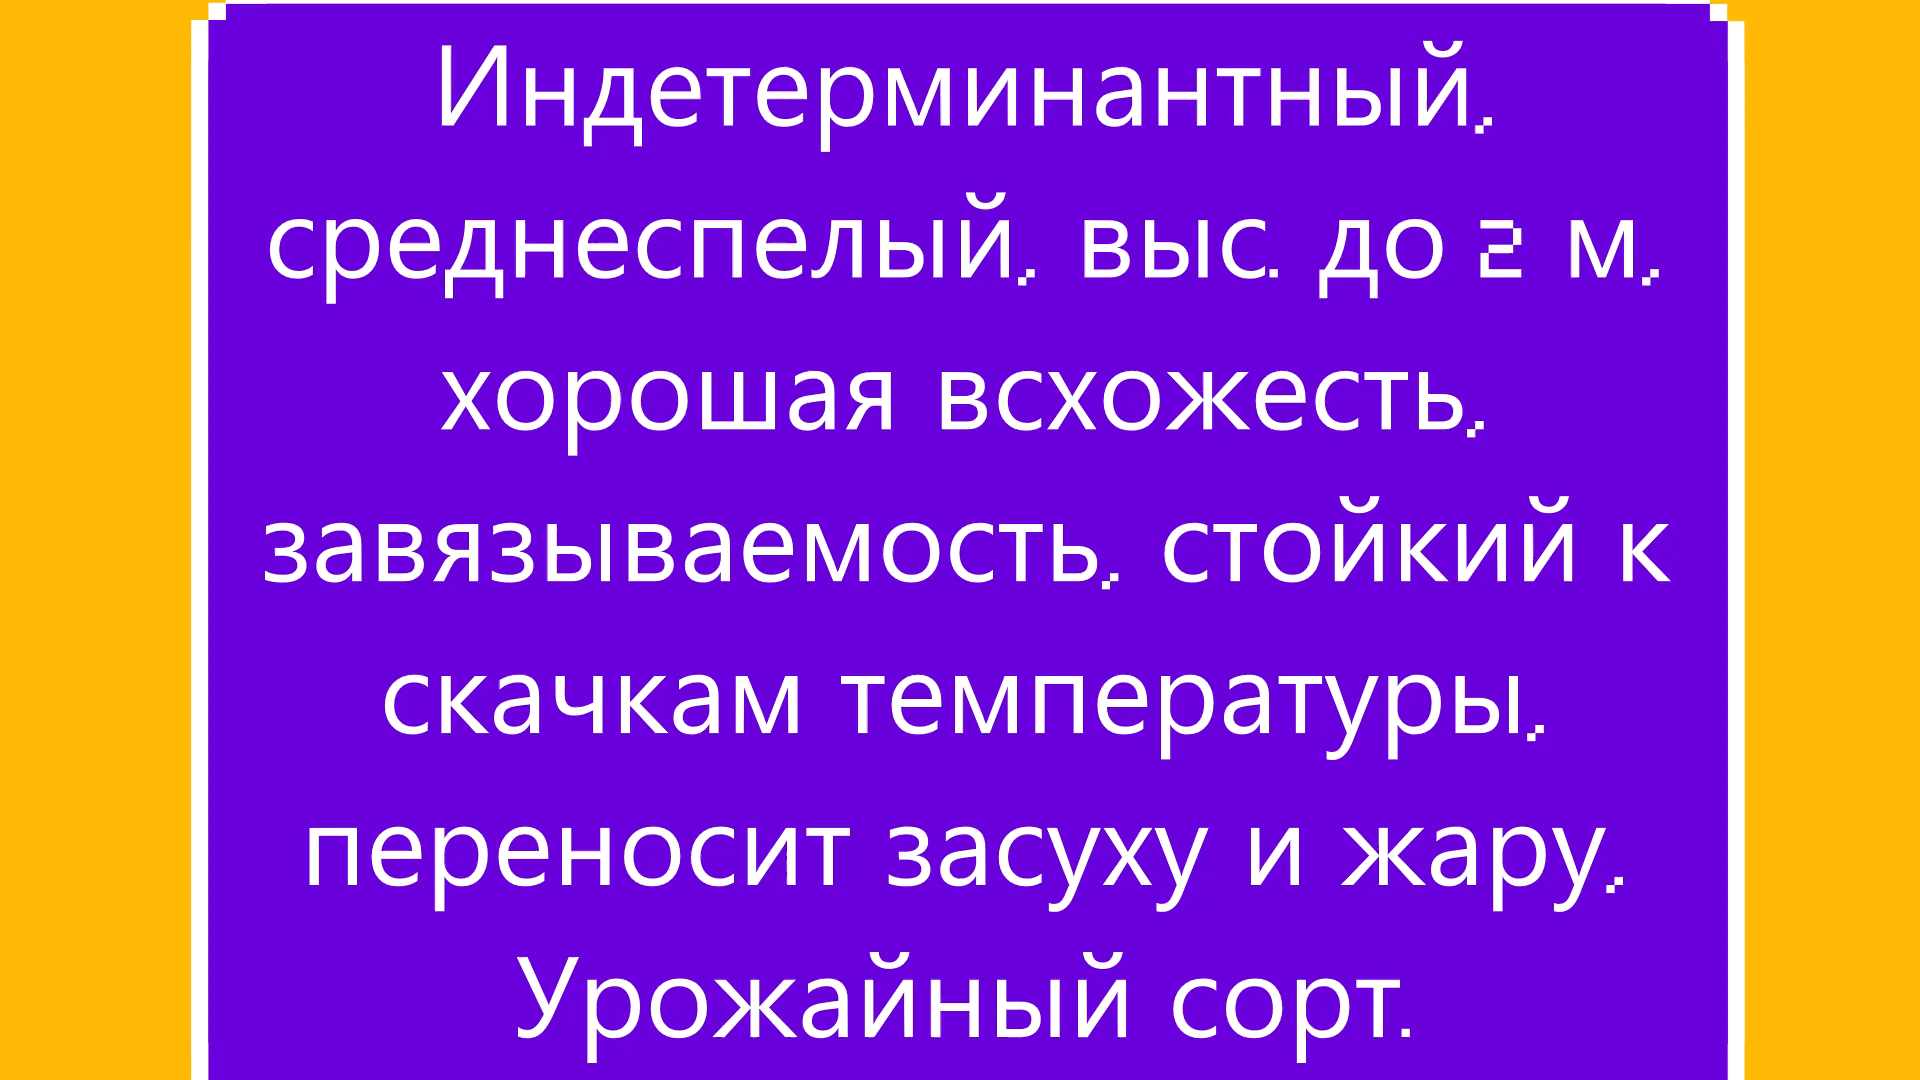 Индетерминантный,
среднеспелый, выс. до 2 м,
хорошая всхожесть,
завязываемость, стойкий к
скачкам температуры,
переносит засуху и жару,
Урожайный сорт.